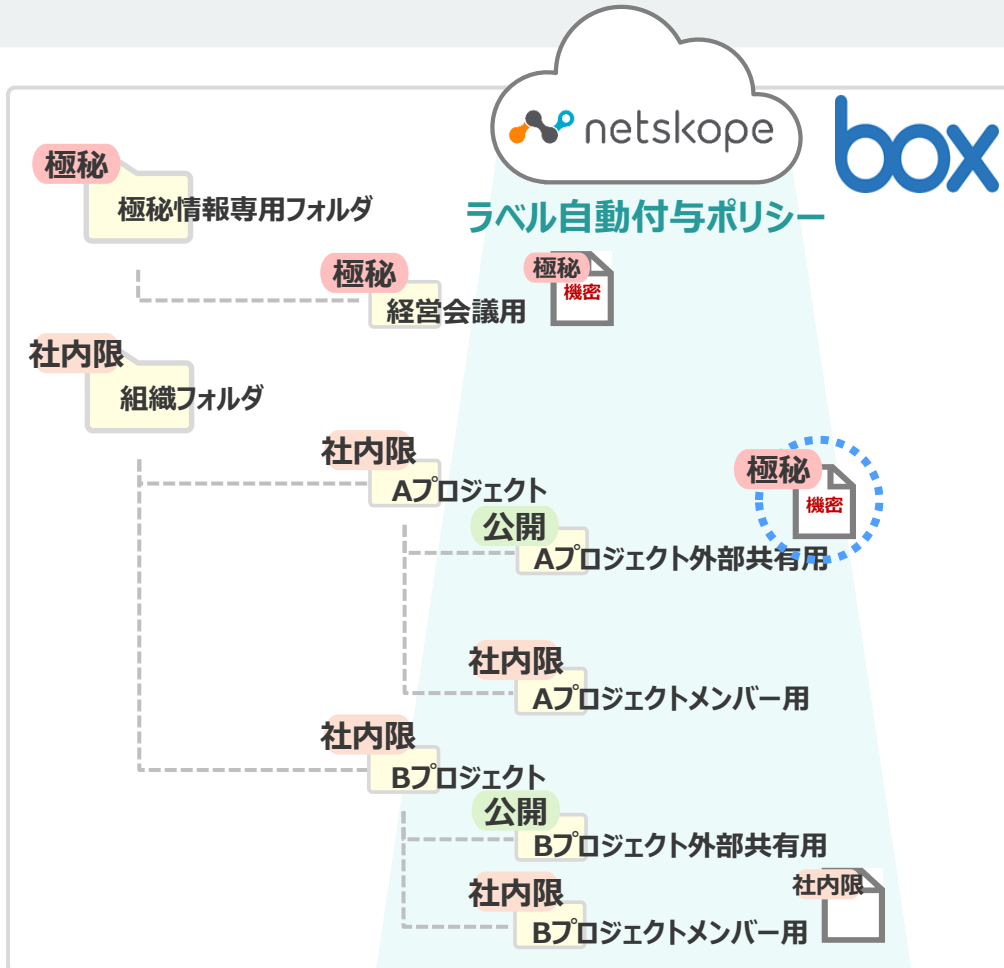 netskope
box
ラベル自動付与ポリシー
極秘
極秘情報専用フォルダ
極秘
経営会議用
極秘
機密
社内限
組織フォルダ
社内限
Aプロジェクト
極秘
機密
公開
Aプロジェクト外部共有用
社内限
Aプロジェクトメンバー用
社内限
Bプロジェクト
公開
Bプロジェクト外部共有用
社内限
Bプロジェクトメンバー用
社内限